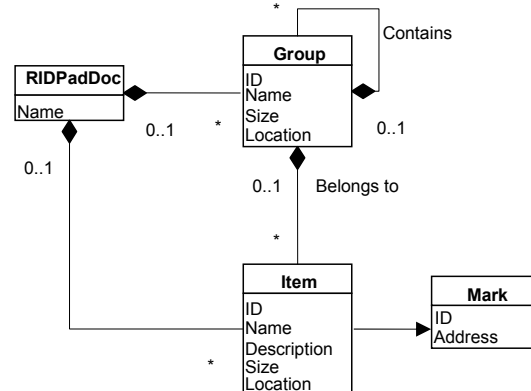 *
Contains
Group
ID
Name
Size
Location
0..1
RIDPadDoc
Name
0..1
*
0..1
0..1
Belongs to
*
Item
ID
Name
Description
Size
Location
*
Mark
ID
Address